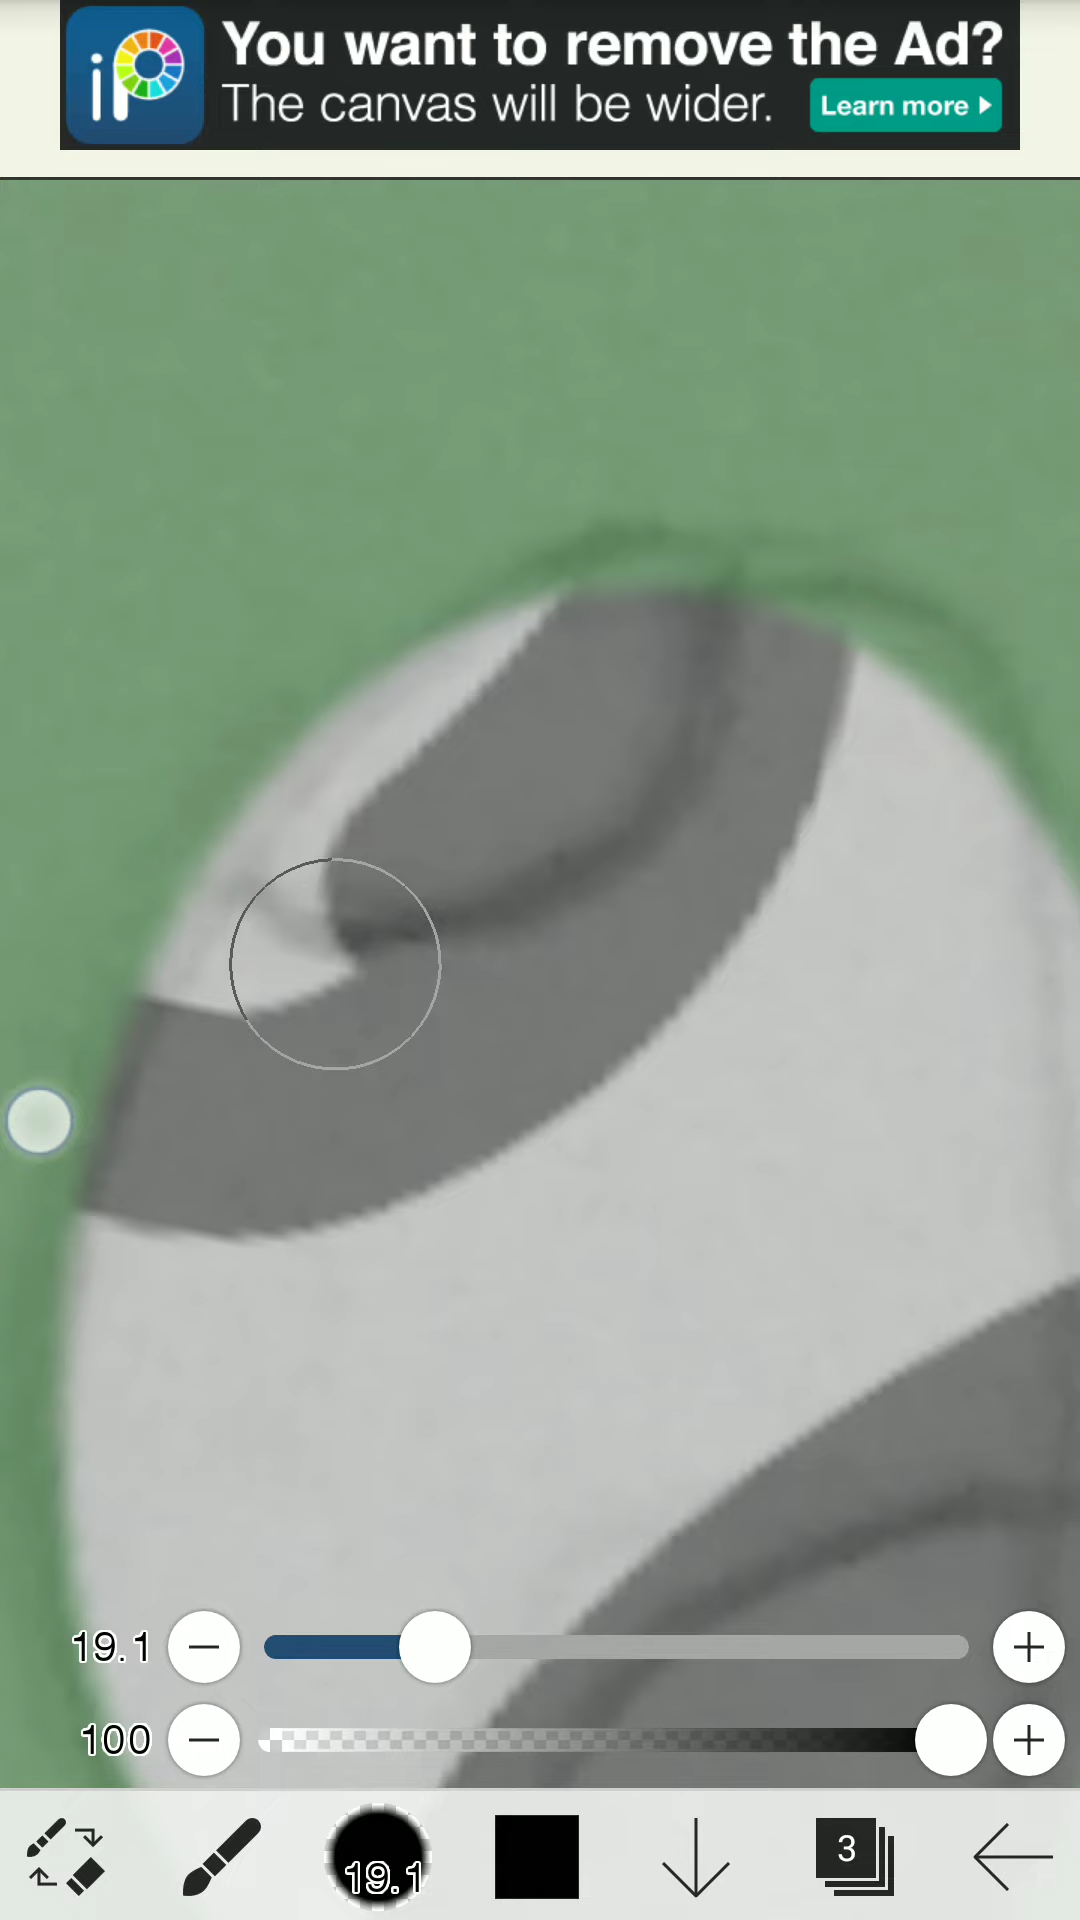 iP
You want to remove the Ad?
The canvas will be wider.
Learn more
19.1
100
19.1
3